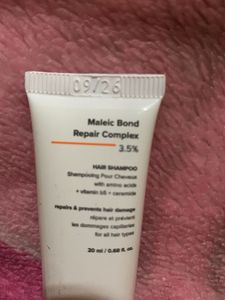 09/26
Maleic Bond
Repair Complex
3.5%
HAIR SHAMPOO
Shampooing Pour Cheveux
with amino acids
+ vitamin b5 + ceramide
repairs & prevents hair damage
répare et prévient
les dommages capillaires
for all hair types
20 ml / 0.68 fl. oz.